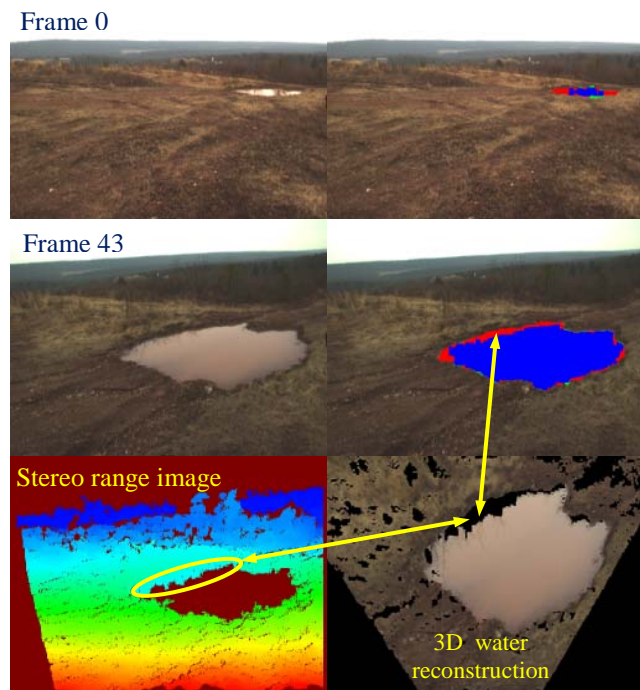 Frame 0
Frame 43
Stereo range image
3D water
reconstruction